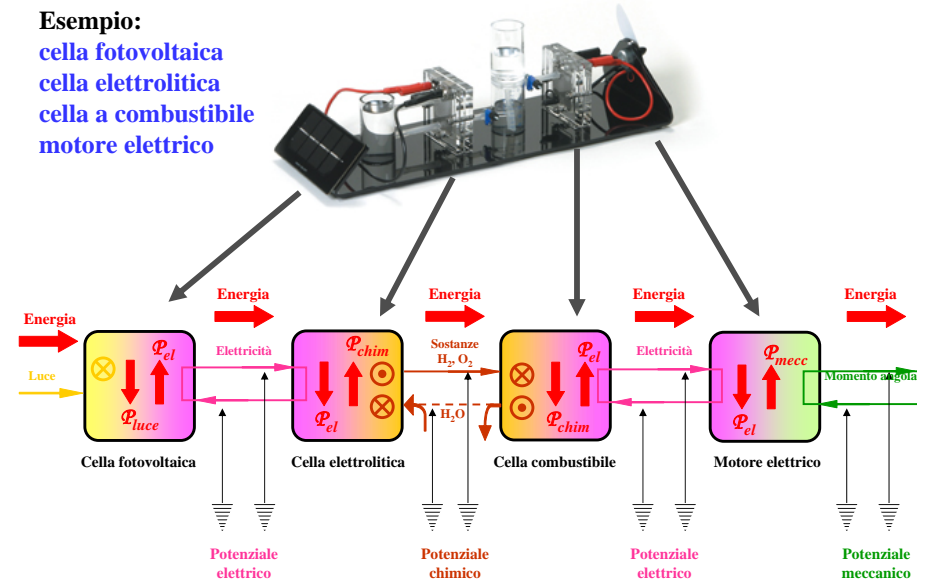 Esempio:
cella fotovoltaica
cella elettrolitica
cella a combustibile
motore elettrico
Energia
Energia
Energia
Energia
Energia
Luce
𝒫el
𝒫luce
Elettricità
𝒫chim
𝒫el
Sostanze
H₂, O₂
H₂O
𝒫el
𝒫chim
Elettricità
𝒫mecc
𝒫el
Momento angola
Cella fotovoltaica
Cella elettrolitica
Cella combustibile
Motore elettrico
Potenziale
elettrico
Potenziale
chimico
Potenziale
elettrico
Potenziale
meccanico